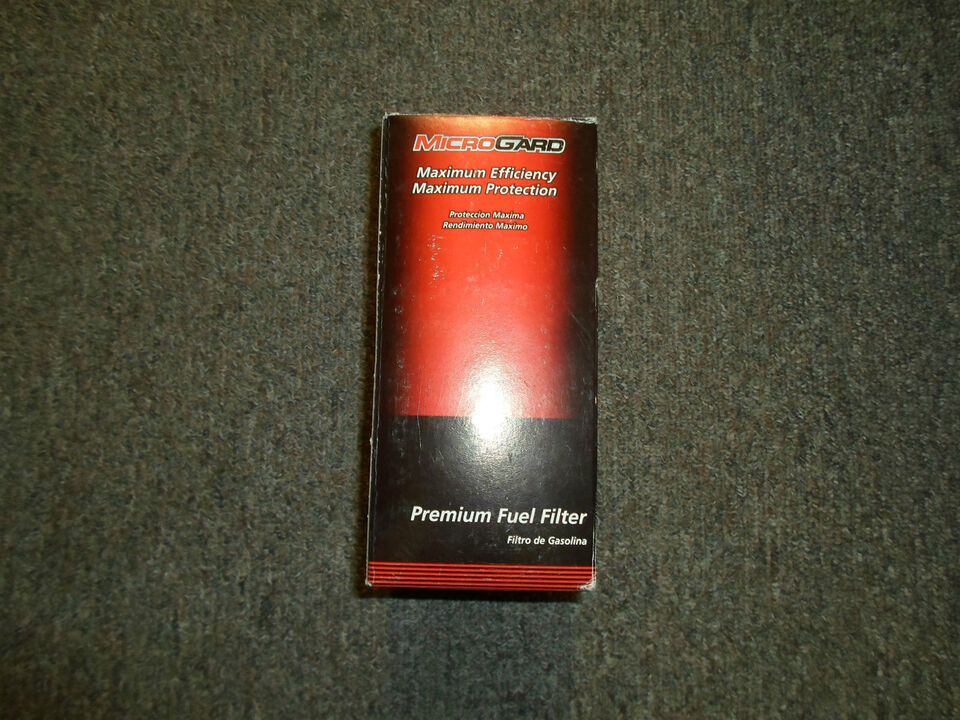 MICROGARD
Maximum Efficiency
Maximum Protection
Proteccion Maxima
Rendimiento Maximo
Premium Fuel Filter
Filtro de Gasolina